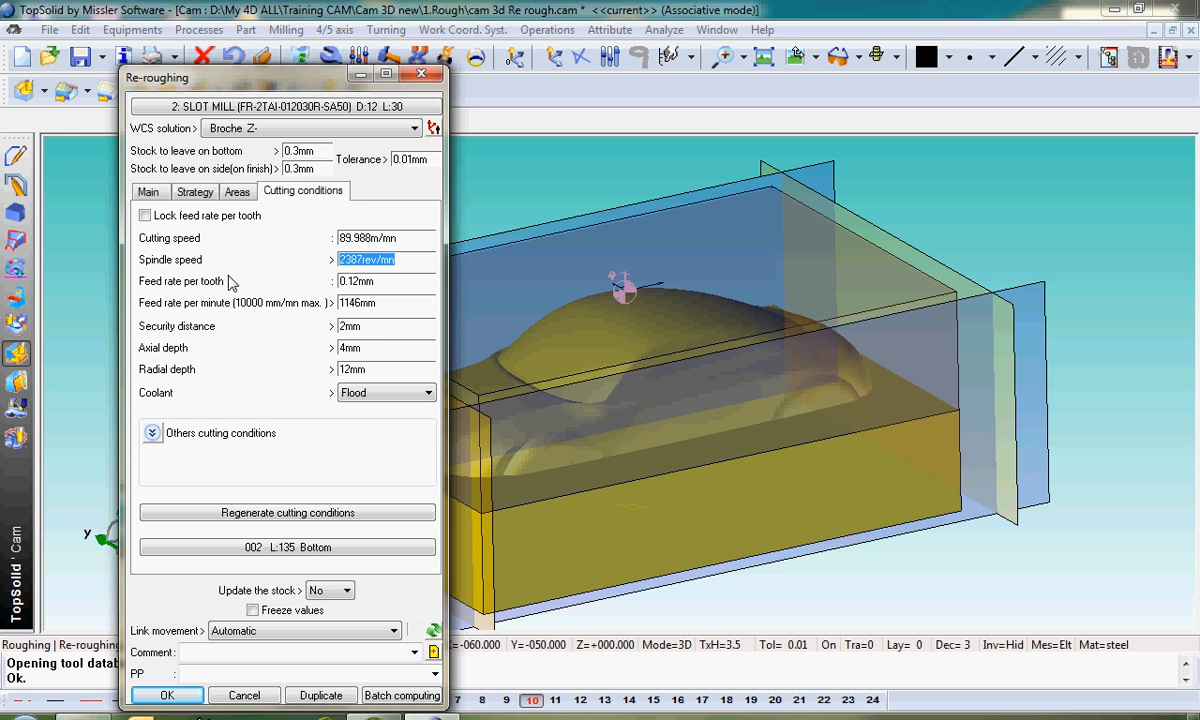 TopSolid by Missler Software - [Cam : D:\My 4D ALL\Training CAM\Cam 3D new\1.Rough\cam 3d Re rough.cam * <<current>> (Associative mode)]
File Edit Equipments Processes Part Milling 4/5 axis Turning Work Coord. Syst. Operations Attribute Analyze Window Help
Re-roughing
2: SLOT MILL (FR-2TAI-012030R-SA50) D:12 L:30
WCS solution> Broche Z-
Stock to leave on bottom > 0.3mm
Tolerance> 0.01mm
Stock to leave on side(on finish)> 0.3mm
Main Strategy Areas Cutting conditions
Lock feed rate per tooth
Cutting speed : 89.988m/mn
Spindle speed > 2387rev/mn
Feed rate per tooth : 0.12mm
Feed rate per minute (10000 mm/mn max. )> 1146mm
Security distance > 2mm
Axial depth > 4mm
Radial depth > 12mm
Coolant > Flood
Others cutting conditions
Regenerate cutting conditions
002 L:135 Bottom
Update the stock> No
Freeze values
Link movement> Automatic
Comment:
PP :
OK Cancel Duplicate Batch computing
y
TopSolid'Cam
Roughing | Re-roughing
X=-060.000 Y=-050.000 Z=+000.000 Mode=3D TxH=3.5 Tol= 0.01 On Tra=0 Lay= 0 Dec= 3 Inv=Hid Mes=Elt Mat=steel
Opening tool datab
Ok.
7 8 9 10 11 12 13 14 15 16 17 18 19 20 21 22 23 24